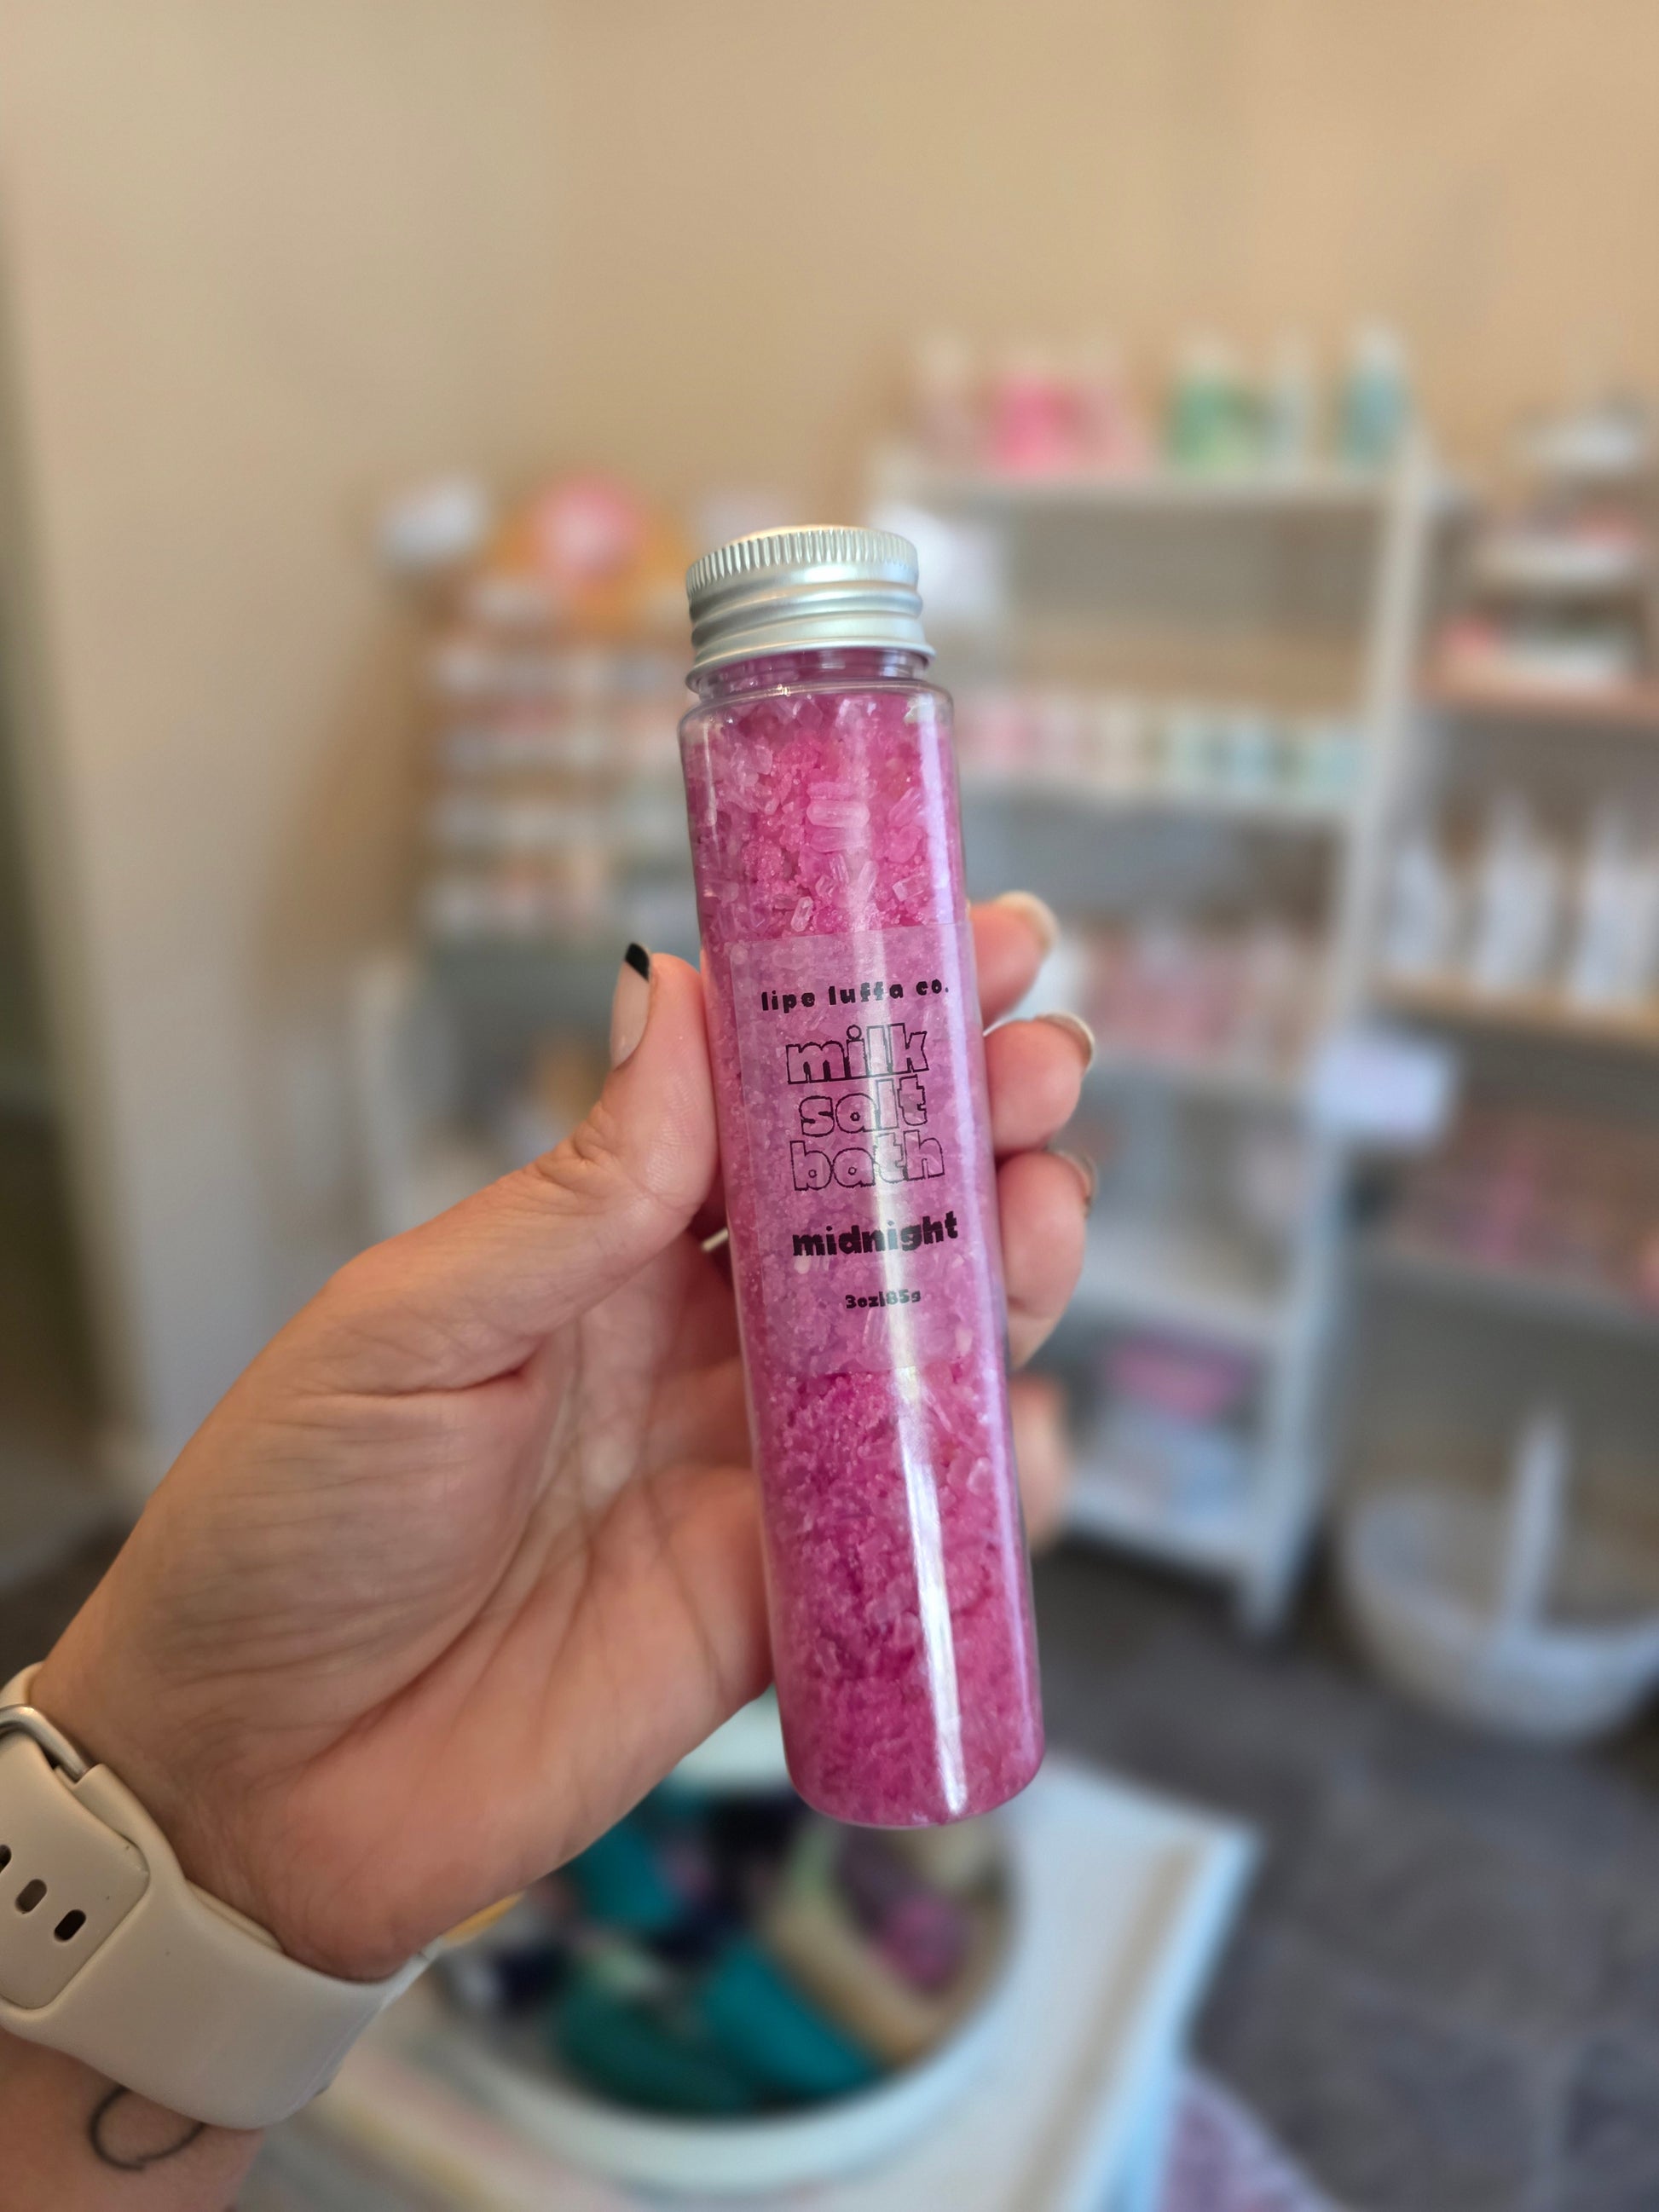 lipe luffa co.
milk
salt
bath
midnight
3oz|85g